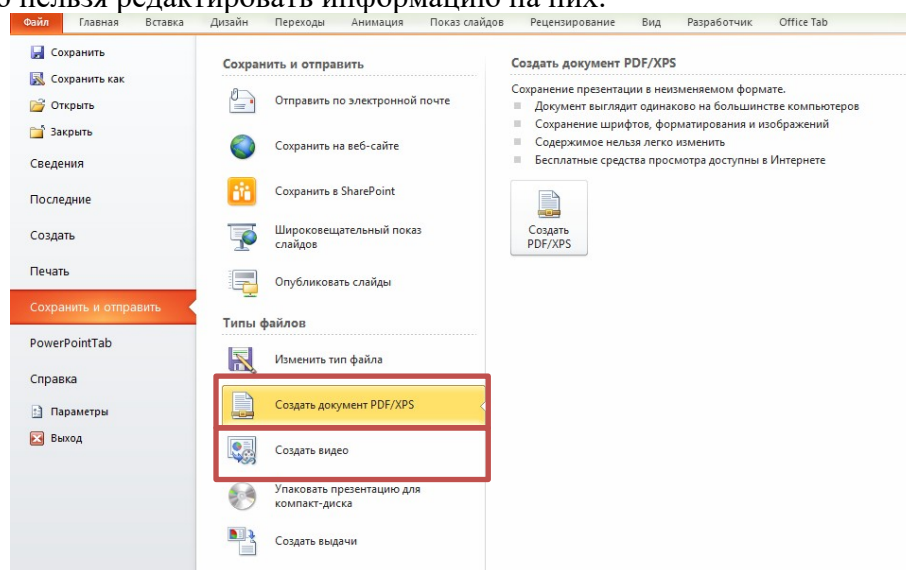 нельзя редактировать информацию на них.
Файл Главная Вставка Дизайн Переходы Анимация Показ слайдов Рецензирование Вид Разработчик Office Tab
Сохранить
Сохранить как
Открыть
Закрыть
Сведения
Последние
Создать
Печать
Сохранить и отправить
PowerPointTab
Справка
Параметры
Выход
Сохранить и отправить
Отправить по электронной почте
Сохранить на веб-сайте
Сохранить в SharePoint
Широковещательный показ
слайдов
Опубликовать слайды
Типы файлов
Изменить тип файла
Создать документ PDF/XPS
Создать видео
Упаковать презентацию для
компакт-диска
Создать выдачи
Создать документ PDF/XPS
Сохранение презентации в неизменяемом формате.
Документ выглядит одинаково на большинстве компьютеров
Сохранение шрифтов, форматирования и изображений
Содержимое нельзя легко изменить
Бесплатные средства просмотра доступны в Интернете
Создать
PDF/XPS